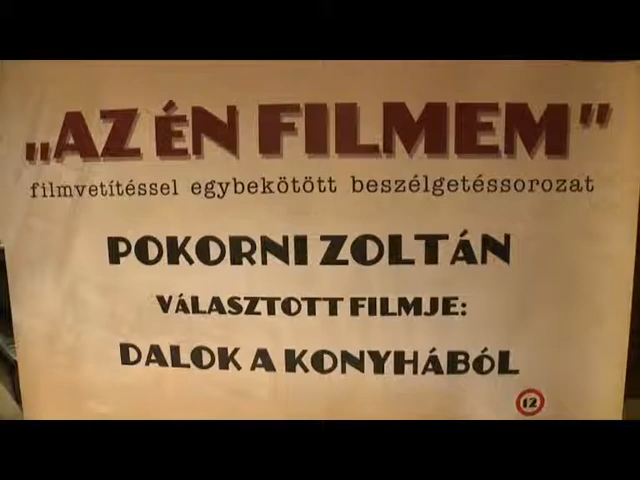 „AZ ÉN FILMEM"
filmvetítéssel egybekötött beszélgetéssorozat
POKORNI ZOLTÁN
VÁLASZTOTT FILMJE:
DALOK A KONYHÁBÓL
12